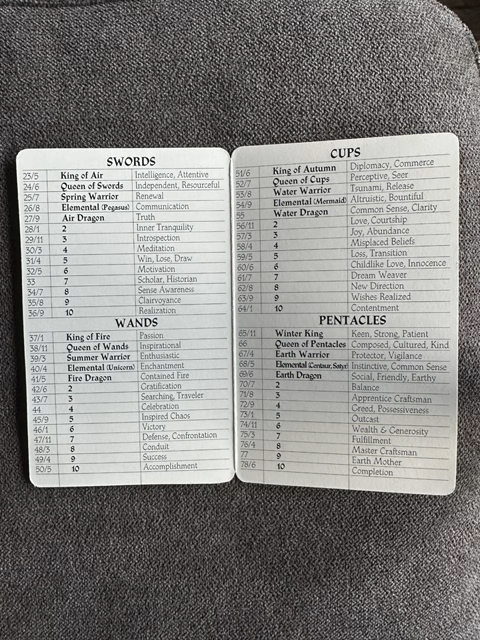 SWORDS
23/5 King of Air Intelligence, Attentive
24/6 Queen of Swords Independent, Resourceful
25/7 Spring Warrior Renewal
26/8 Elemental (Pegasus) Communication
27/9 Air Dragon Truth
28/1 2 Inner Tranquility
29/11 3 Introspection
30/3 4 Meditation
31/4 5 Win, Lose, Draw
32/5 6 Motivation
33 7 Scholar, Historian
34/7 8 Sense Awareness
35/8 9 Clairvoyance
36/9 10 Realization
WANDS
37/1 King of Fire Passion
38/11 Queen of Wands Inspirational
39/3 Summer Warrior Enthusiastic
40/4 Elemental (Unicorn) Enchantment
41/5 Fire Dragon Contained Fire
42/6 2 Gratification
43/7 3 Searching, Traveler
44 4 Celebration
45/9 5 Inspired Chaos
46/1 6 Victory
47/11 7 Defense, Confrontation
48/3 8 Conduit
49/4 9 Success
50/5 10 Accomplishment
CUPS
51/6 King of Autumn Diplomacy, Commerce
52/7 Queen of Cups Perceptive, Seer
53/8 Water Warrior Tsunami, Release
54/9 Elemental (Mermaid) Altruistic, Bountiful
55 Water Dragon Common Sense, Clarity
56/11 2 Love, Courtship
57/3 3 Joy, Abundance
58/4 4 Misplaced Beliefs
59/5 5 Loss, Transition
60/6 6 Childlike Love, Innocence
61/7 7 Dream Weaver
62/8 8 New Direction
63/9 9 Wishes Realized
64/1 10 Contentment
PENTACLES
65/11 Winter King Keen, Strong, Patient
66 Queen of Pentacles Composed, Cultured, Kind
67/4 Earth Warrior Protector, Vigilance
68/5 Elemental (Centaur, Satyr) Instinctive, Common Sense
69/6 Earth Dragon Social, Friendly, Earthy
70/7 2 Balance
71/8 3 Apprentice Craftsman
72/9 4 Greed, Possessiveness
73/1 5 Outcast
74/11 6 Wealth & Generosity
75/3 7 Fulfillment
76/4 8 Master Craftsman
77 9 Earth Mother
78/6 10 Completion